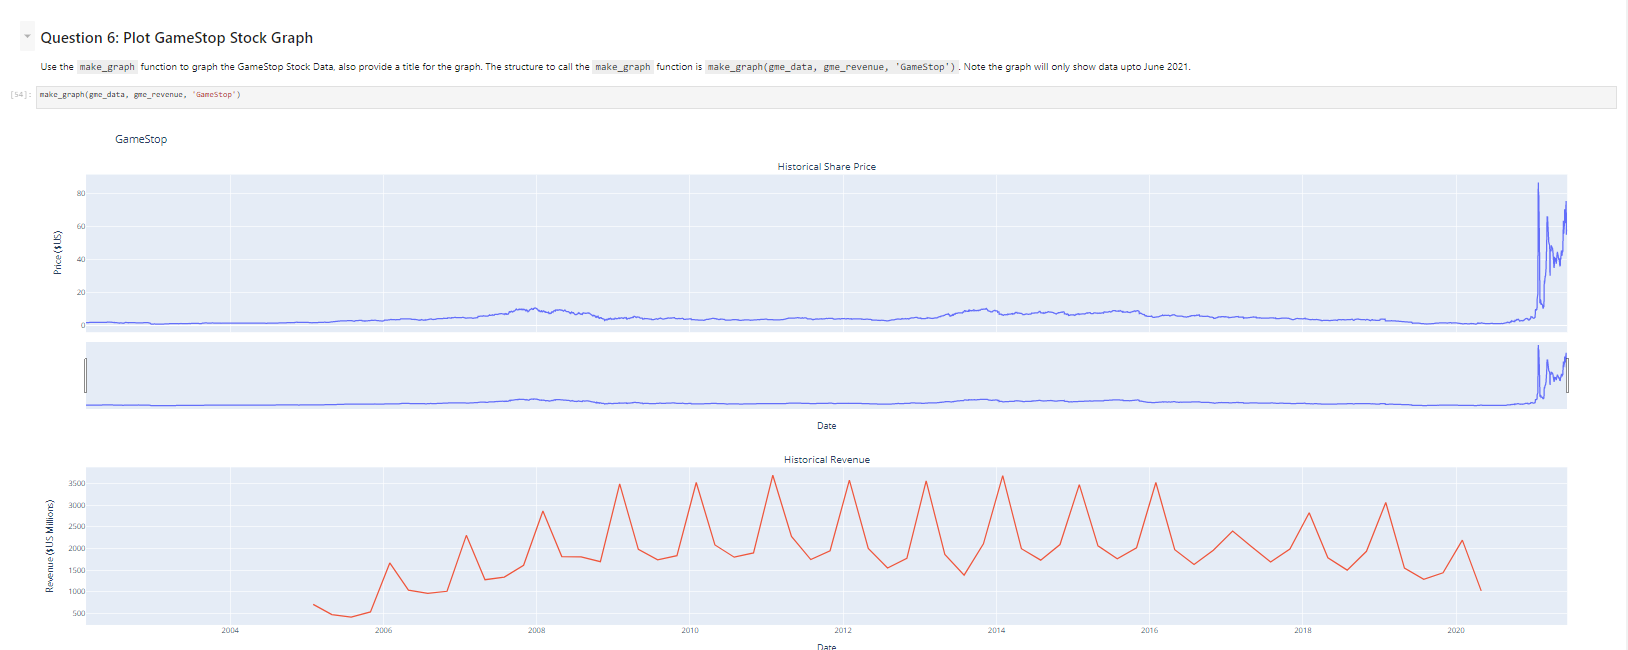 Question 6: Plot GameStop Stock Graph
Use the make_graph function to graph the GameStop Stock Data, also provide a title for the graph. The structure to call the make_graph function is make_graph(gme_data, gme_revenue, 'GameStop') . Note the graph will only show data upto June 2021.
[54]: make_graph(gme_data, gme_revenue, 'GameStop')
GameStop
Historical Share Price
80
60
40
20
0
Price ($US)
Date
Historical Revenue
3500
3000
2500
2000
1500
1000
500
Revenue ($US Millions)
2004 2006 2008 2010 2012 2014 2016 2018 2020
Date